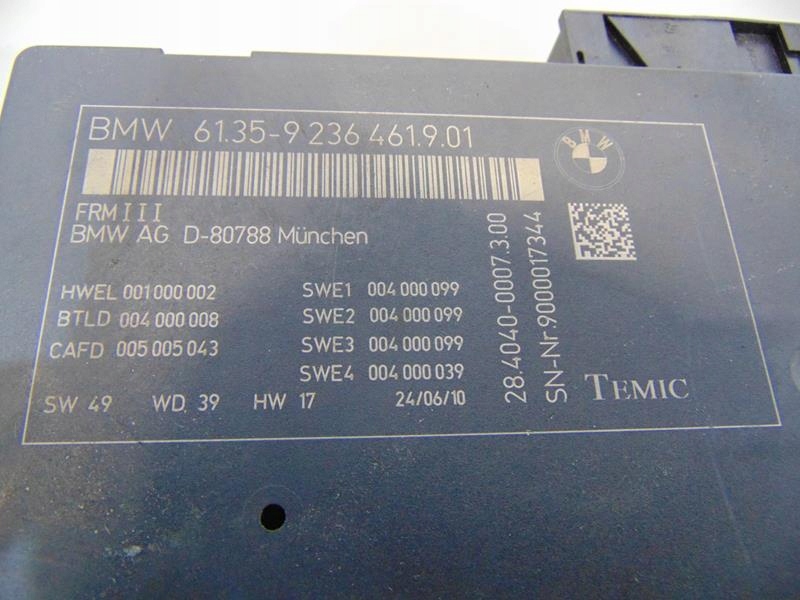 BMW 61.35-9 236 461.9.01
BMW
FRM III
BMW AG D-80788 München
HWEL 001 000 002
BTLD 004 000 008
CAFD 005 005 043
SWE1 004 000 099
SWE2 004 000 099
SWE3 004 000 099
SWE4 004 000 039
SW 49 WD. 39 HW 17 24/06/10
28.4040-0007.3.00
SN-Nr.9000017344
TEMIC